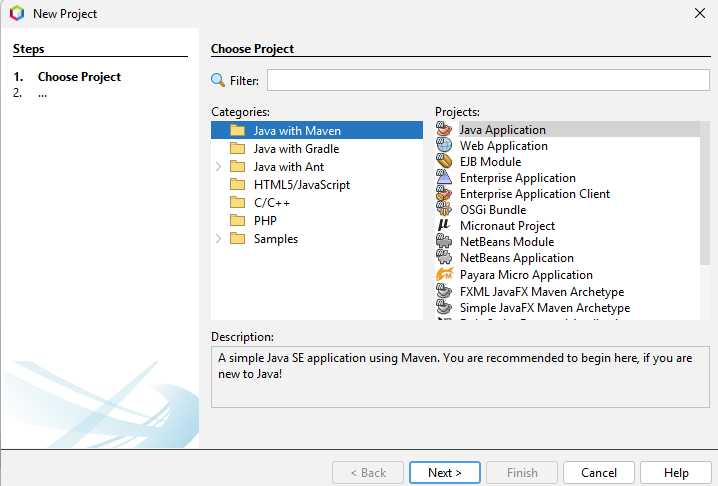 New Project
Steps
1. Choose Project
2. ...
Choose Project
Filter:
Categories:
Java with Maven
Java with Gradle
Java with Ant
HTML5/JavaScript
C/C++
PHP
Samples
Projects:
Java Application
Web Application
EJB Module
Enterprise Application
Enterprise Application Client
OSGi Bundle
Micronaut Project
NetBeans Module
NetBeans Application
Payara Micro Application
FXML JavaFX Maven Archetype
Simple JavaFX Maven Archetype
Description:
A simple Java SE application using Maven. You are recommended to begin here, if you are
new to Java!
< Back
Next >
Finish
Cancel
Help